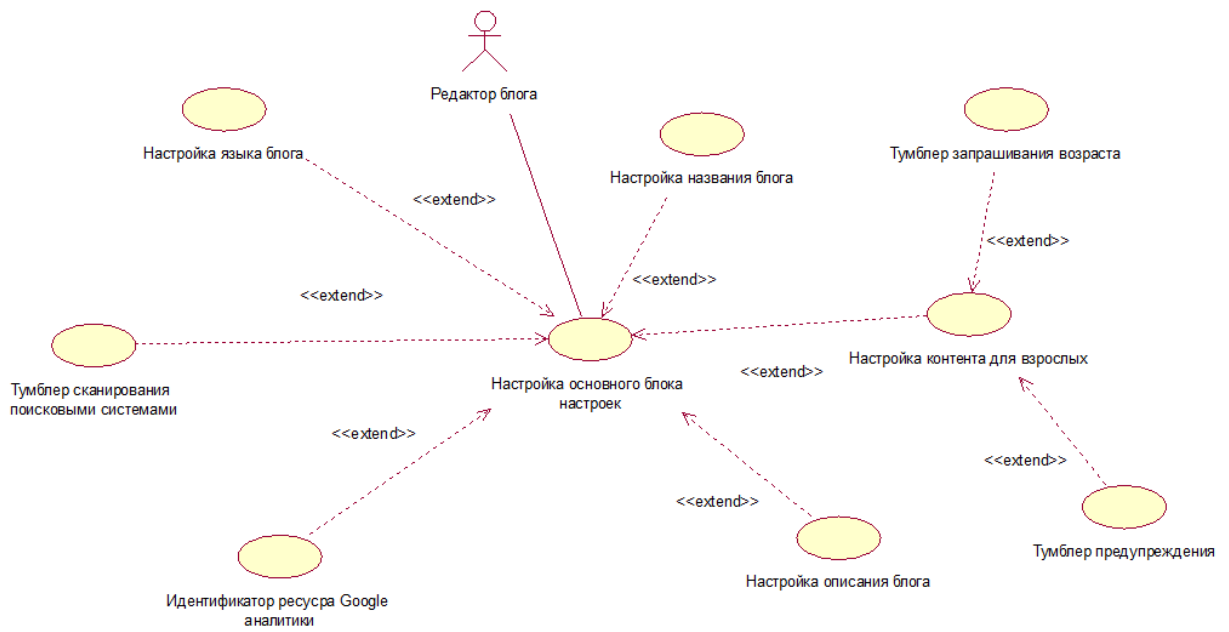 Редактор блога
Настройка языка блога
Настройка названия блога
Тумблер запрашивания возраста
<<extend>>
<<extend>>
<<extend>>
<<extend>>
Настройка контента для взрослых
<<extend>>
Тумблер сканирования
поисковыми системами
Настройка основного блока
настроек
<<extend>>
<<extend>>
<<extend>>
Тумблер предупреждения
Настройка описания блога
Идентификатор ресусра Google
аналитики